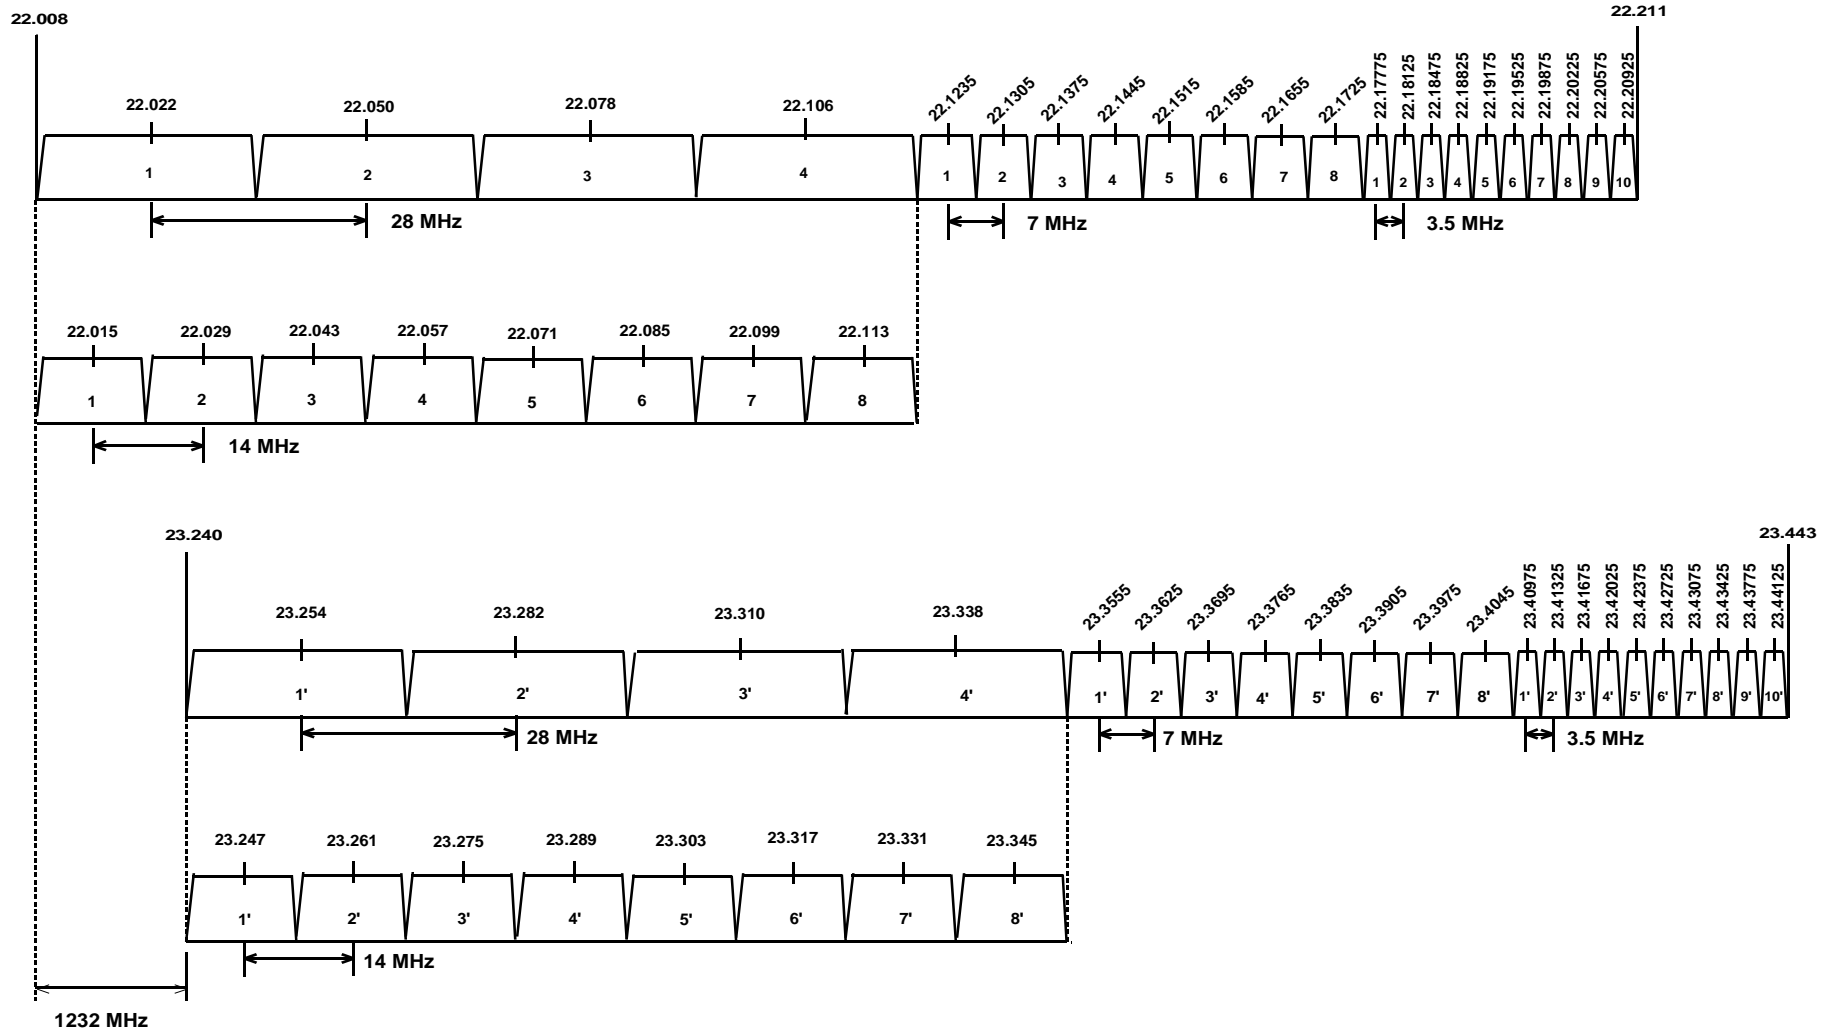 22.008
22.211
22.022 22.050 22.078 22.106 22.1235 22.1305 22.1375 22.1445 22.1515 22.1585 22.1655 22.1725 22.17775 22.18125 22.18475 22.18825 22.19175 22.19525 22.19875 22.20225 22.20575 22.20925
1 2 3 4 1 2 3 4 5 6 7 8 1 2 3 4 5 6 7 8 9 10
28 MHz 7 MHz 3.5 MHz
22.015 22.029 22.043 22.057 22.071 22.085 22.099 22.113
1 2 3 4 5 6 7 8
14 MHz
23.240
23.443
23.254 23.282 23.310 23.338 23.3555 23.3625 23.3695 23.3765 23.3835 23.3905 23.3975 23.4045 23.40975 23.41325 23.41675 23.42025 23.42375 23.42725 23.43075 23.43425 23.43775 23.44125
1' 2' 3' 4' 1' 2' 3' 4' 5' 6' 7' 8' 1' 2' 3' 4' 5' 6' 7' 8' 9' 10'
28 MHz 7 MHz 3.5 MHz
23.247 23.261 23.275 23.289 23.303 23.317 23.331 23.345
1' 2' 3' 4' 5' 6' 7' 8'
14 MHz
1232 MHz